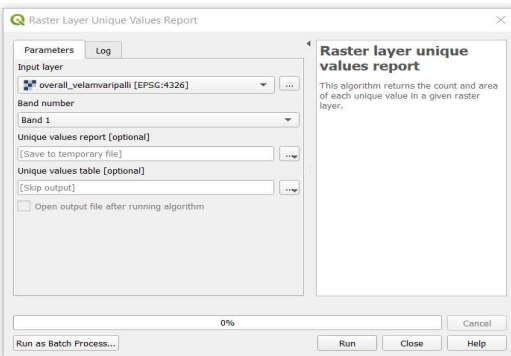 Raster Layer Unique Values Report
Parameters
Log
Input layer
overall_velamvaripalli [EPSG:4326]
...
Band number
Band 1
Unique values report [optional]
[Save to temporary file]
...
Unique values table [optional]
[Skip output]
...
Open output file after running algorithm
Raster layer unique
values report
This algorithm returns the count and area
of each unique value in a given raster
layer.
0%
Cancel
Run as Batch Process...
Run
Close
Help